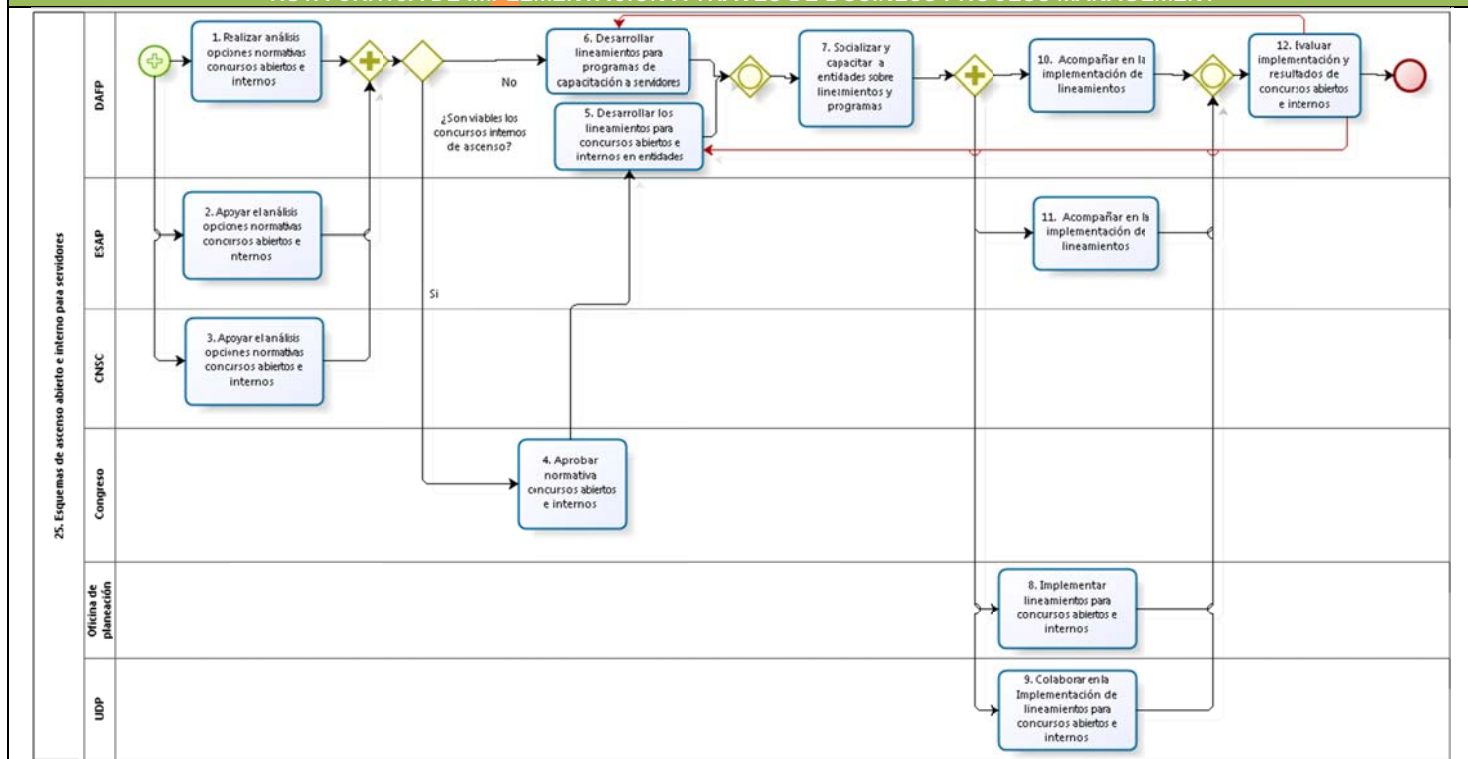 25. Esquemas de ascenso abierto e interno para servidores
DAFP
1. Realizar análisis
opciones normativas
concursos abiertos e
internos
No
¿Son viables los
concursos internos
de ascenso?
6. Desarrollar
lineamientos para
programas de
capacitación a servidores
5. Desarrollar los
lineamientos para
concursos abiertos e
internos en entidades
7. Socializar y
capacitar a
entidades sobre
lineamientos y
programas
10. Acompañar en la
implementación de
lineamientos
12. Evaluar
implementación y
resultados de
concursos abiertos
e internos
ESAP
2. Apoyar el análisis
opciones normativas
concursos abiertos e
nternos
Si
11. Acompañar en la
implementación de
lineamientos
CNSC
3. Apoyar el análisis
opciones normativas
concursos abiertos e
internos
Congreso
4. Aprobar
normativa
concursos abiertos
e internos
Oficina de
planeación
8. Implementar
lineamientos para
concursos abiertos e
internos
UDP
9. Colaborar en la
Implementación de
lineamientos para
concursos abiertos e
internos